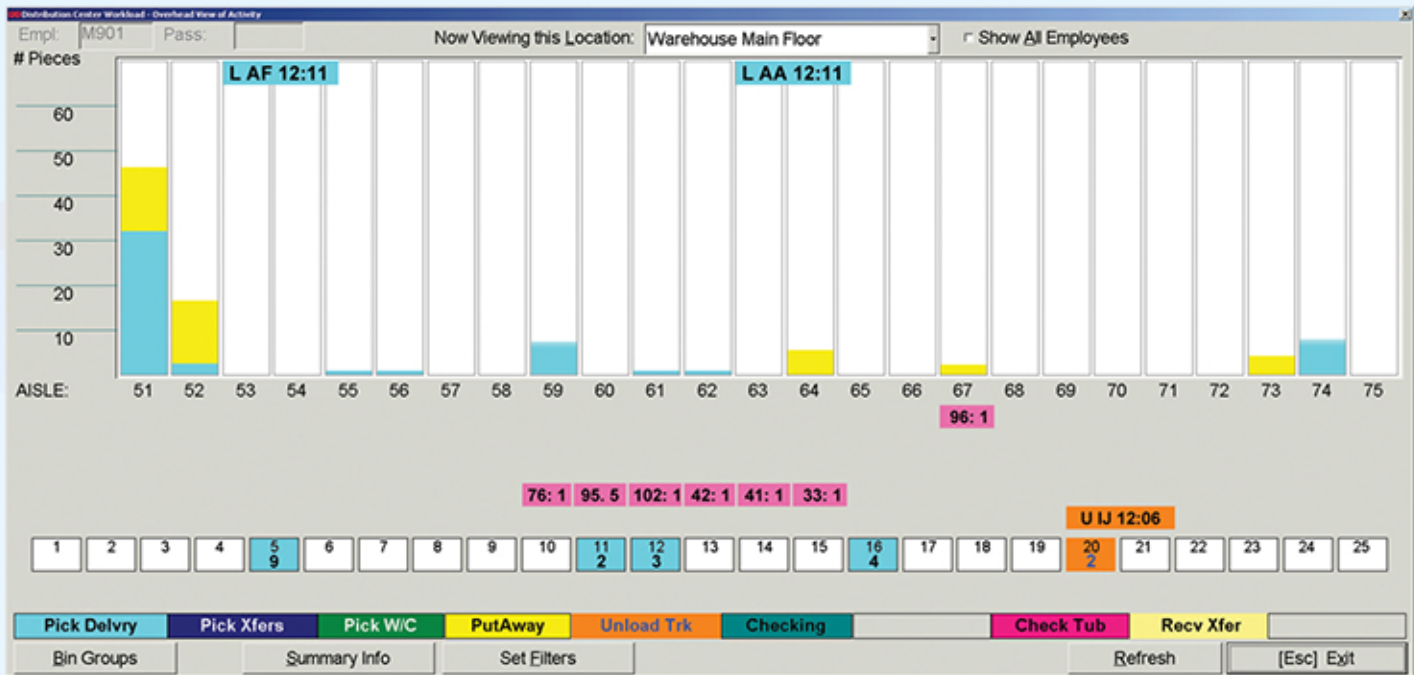 Distribution Center Workload - Overhead View of Activity
Empl: M901 Pass: Now Viewing this Location: Warehouse Main Floor Show All Employees
# Pieces
L AF 12:11 L AA 12:11
60
50
40
30
20
10
AISLE: 51 52 53 54 55 56 57 58 59 60 61 62 63 64 65 66 67 68 69 70 71 72 73 74 75
96: 1
76: 1 95. 5 102: 1 42: 1 41: 1 33: 1
U IJ 12:06
1 2 3 4 5 6 7 8 9 10 11 12 13 14 15 16 17 18 19 20 21 22 23 24 25
9 2 3 4 2
Pick Delvry Pick Xfers Pick W/C PutAway Unload Trk Checking Check Tub Recv Xfer
Bin Groups Summary Info Set Filters Refresh [Esc] Exit